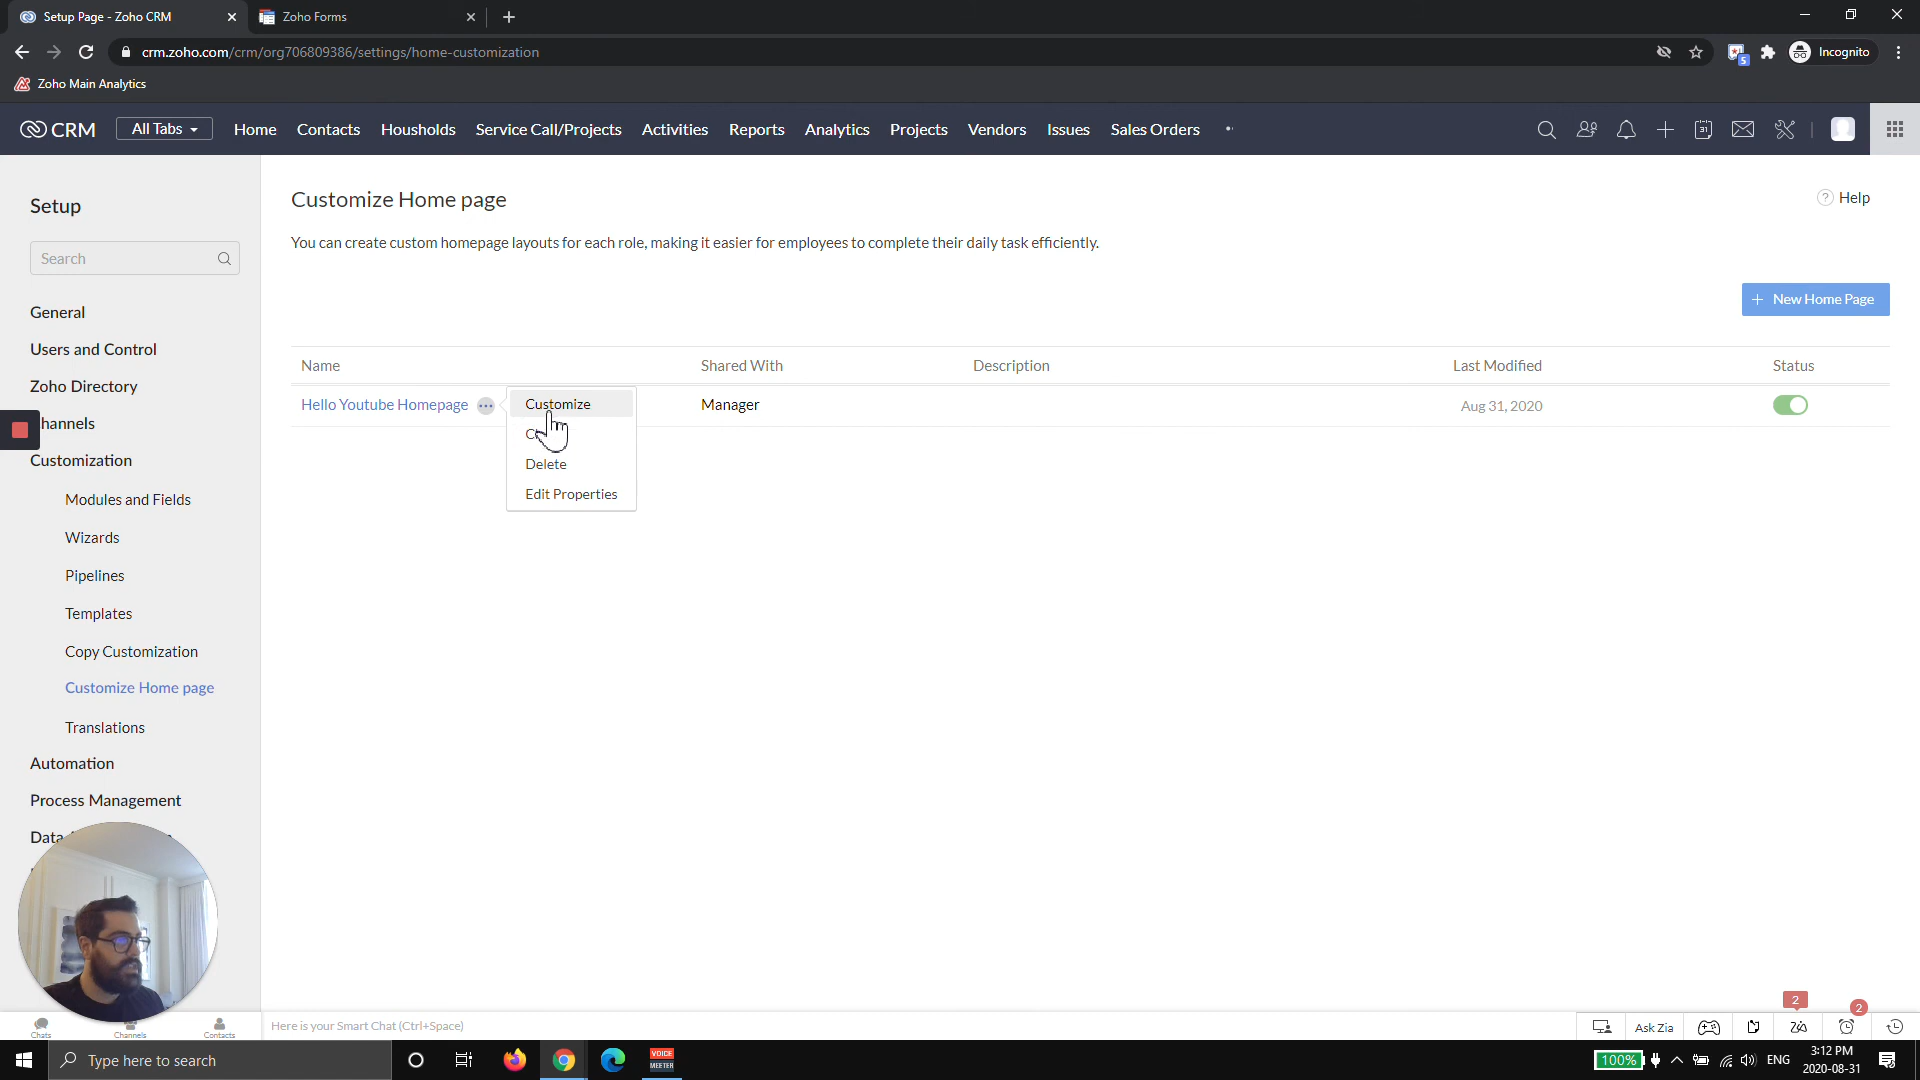 Setup Page - Zoho CRM
Zoho Forms
crm.zoho.com/crm/org706809386/settings/home-customization
5
Incognito
Zoho Main Analytics
CRM
All Tabs
Home
Contacts
Housholds
Service Call/Projects
Activities
Reports
Analytics
Projects
Vendors
Issues
Sales Orders
31
Setup
Search
General
Users and Control
Zoho Directory
hannels
Customization
Modules and Fields
Wizards
Pipelines
Templates
Copy Customization
Customize Home page
Translations
Automation
Process Management
Data
Customize Home page
? Help
You can create custom homepage layouts for each role, making it easier for employees to complete their daily task efficiently.
+ New Home Page
Name
Shared With
Description
Last Modified
Status
Hello Youtube Homepage
Manager
Aug 31, 2020
Customize
Delete
Edit Properties
Chats
Channels
Contacts
Here is your Smart Chat (Ctrl+Space)
Ask Zia
2
2
Type here to search
VOICE
MEETER
100%
ENG
3:12 PM
2020-08-31